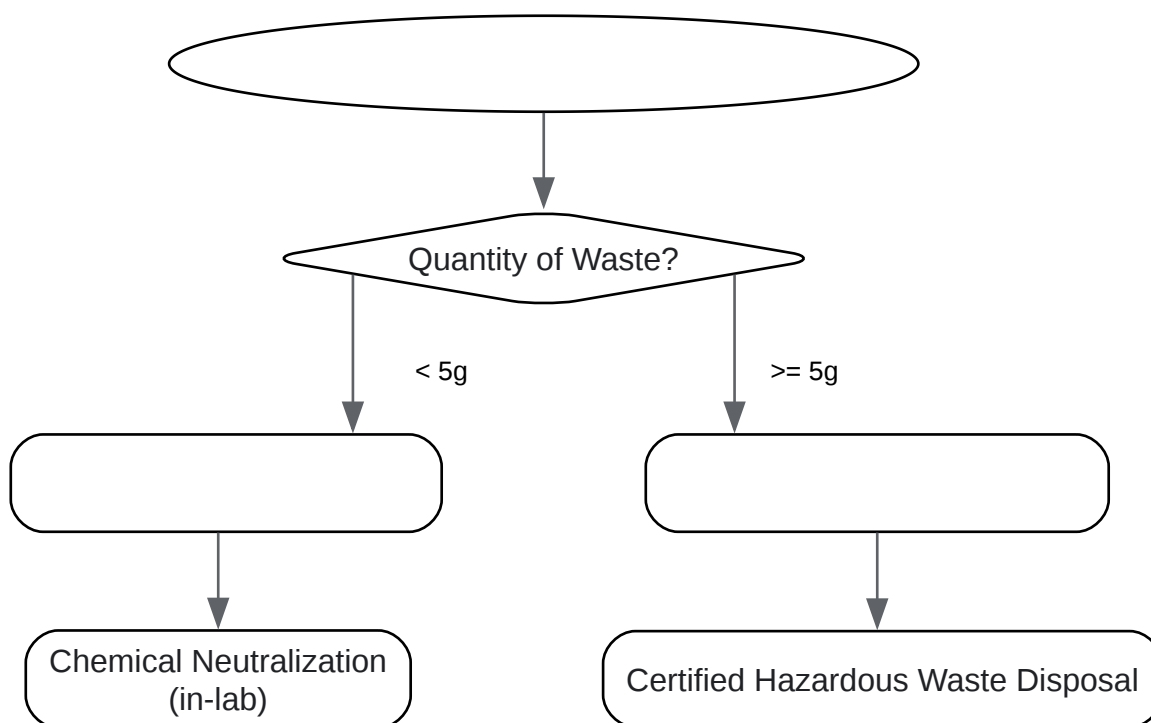 Quantity of Waste?
< 5g
>= 5g
Chemical Neutralization
(in-lab)
Certified Hazardous Waste Disposal